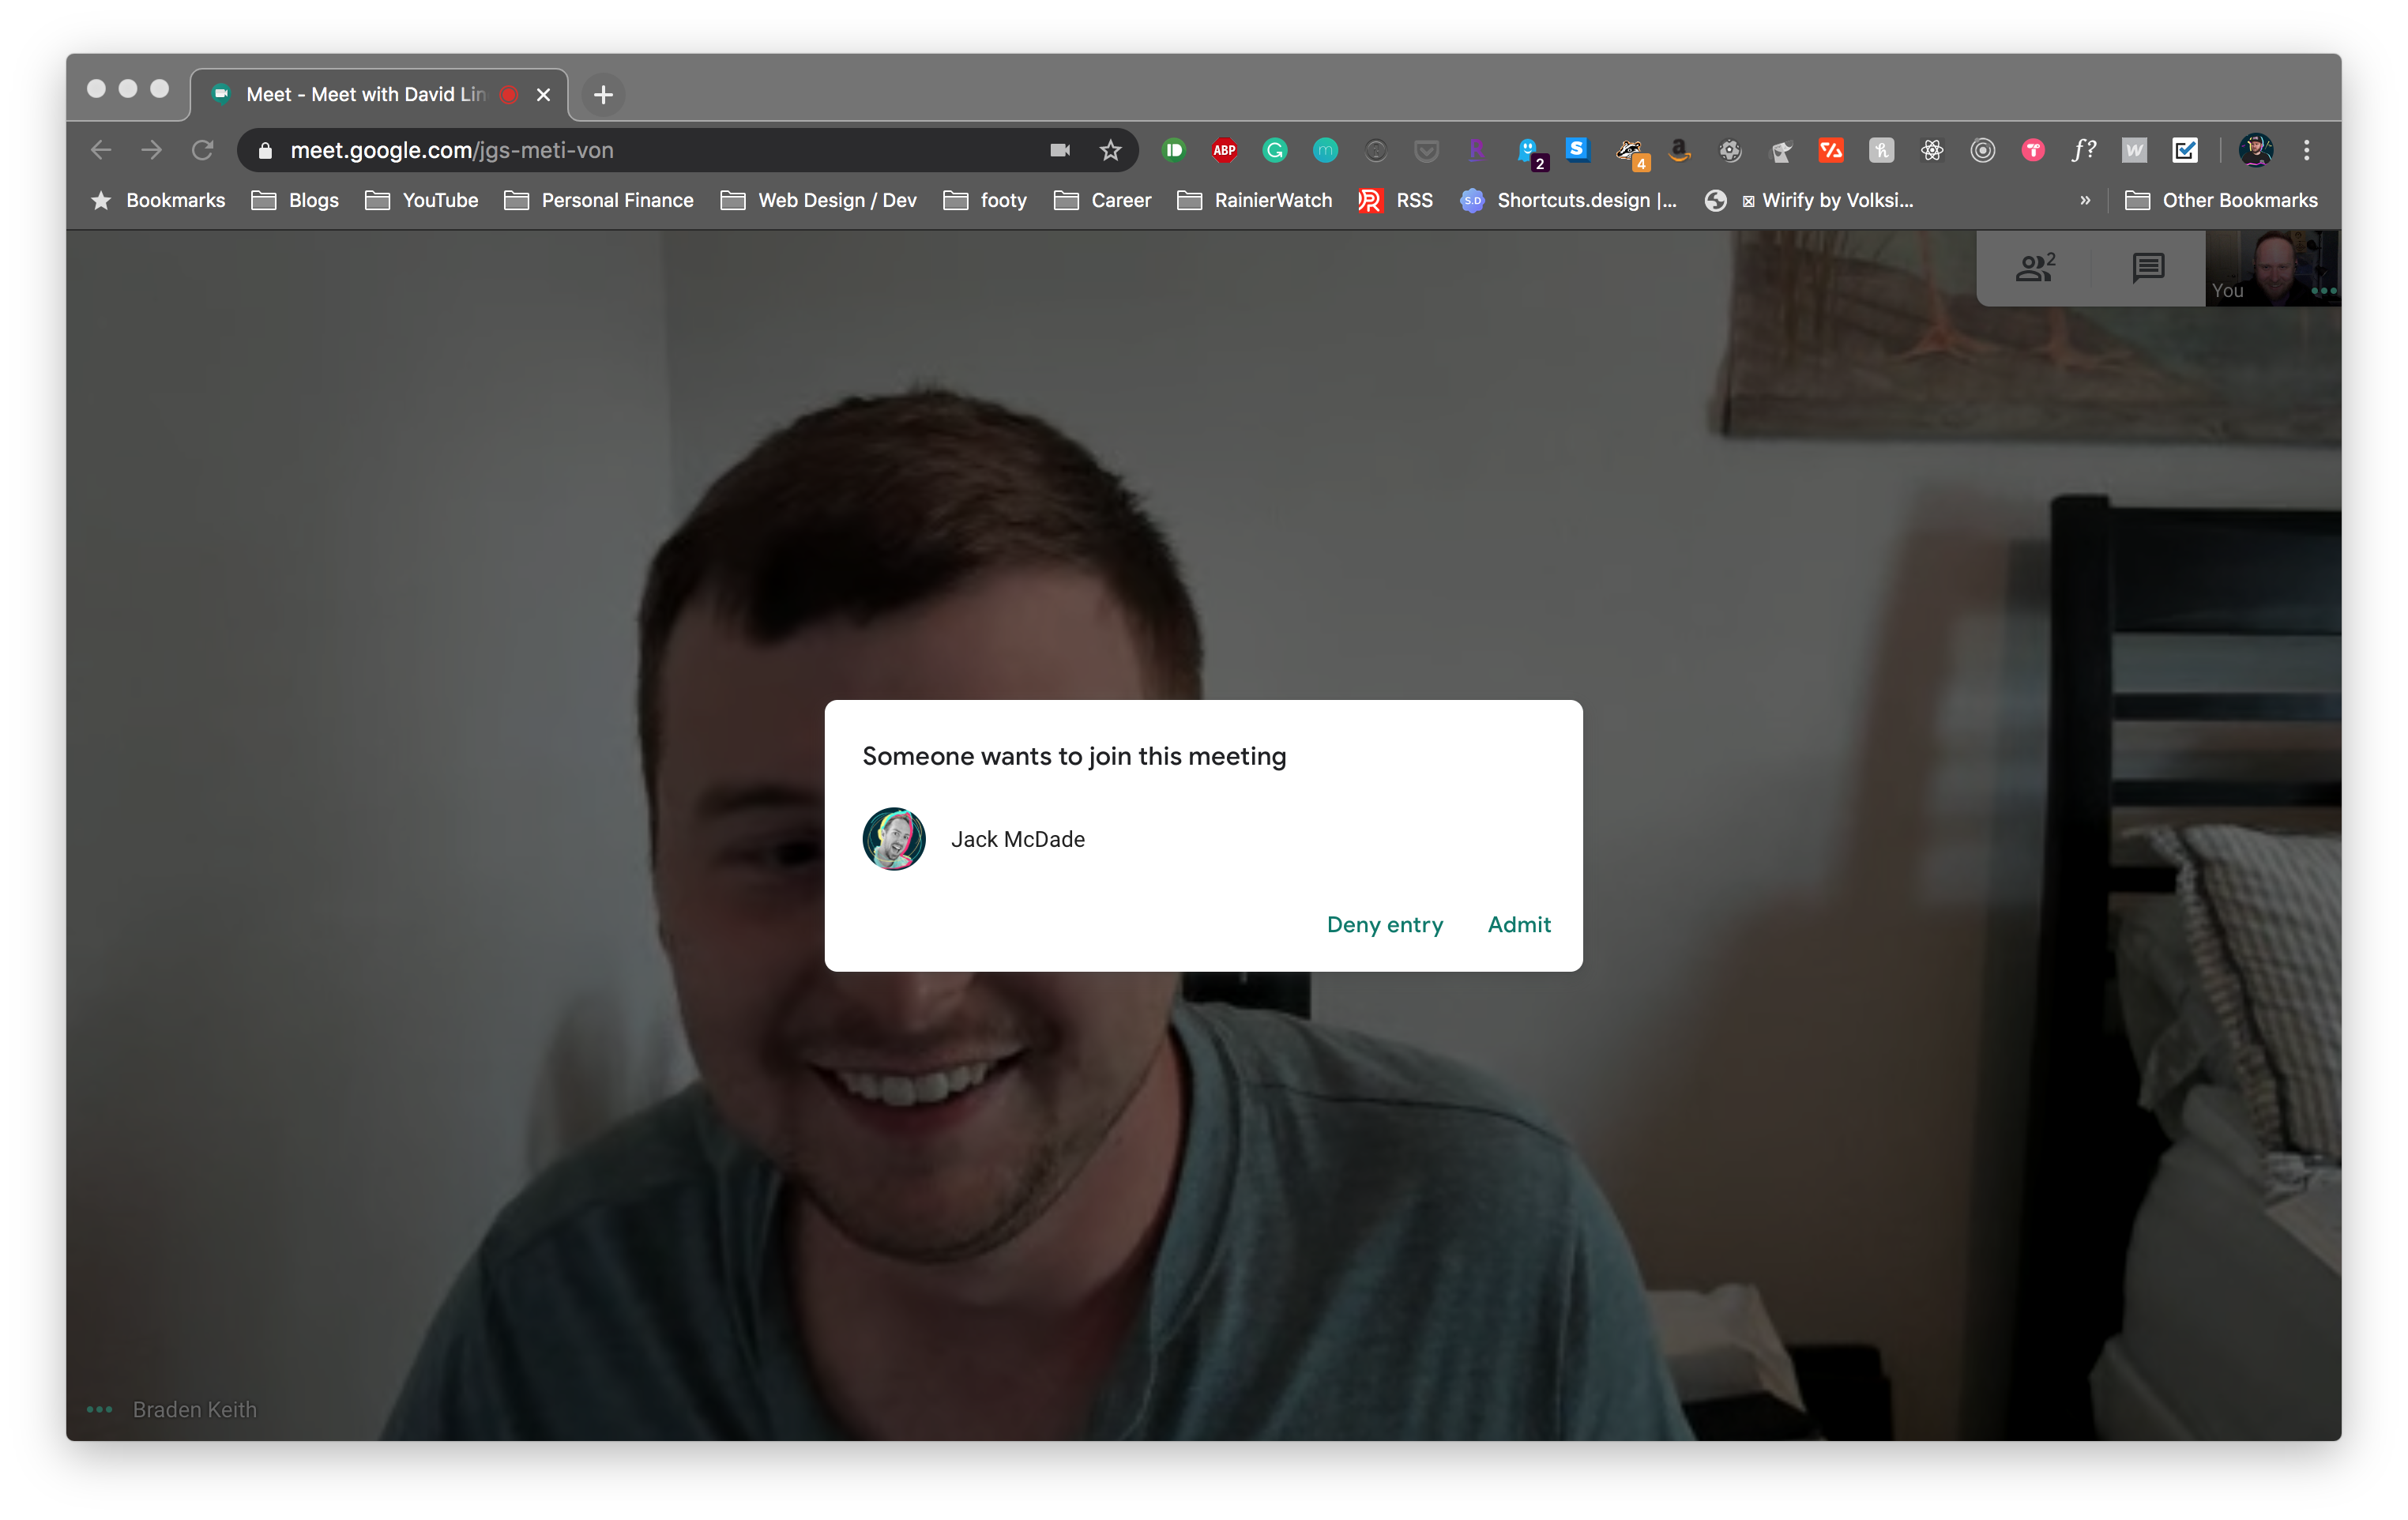 Meet - Meet with David Lin
meet.google.com/jgs-meti-von
ABP
2
S
4
a
h
f?
W
Bookmarks Blogs YouTube Personal Finance Web Design / Dev footy Career RainierWatch RSS S.D Shortcuts.design |... Wirify by Volksi... » Other Bookmarks
2
You
Someone wants to join this meeting
Jack McDade
Deny entry Admit
Braden Keith